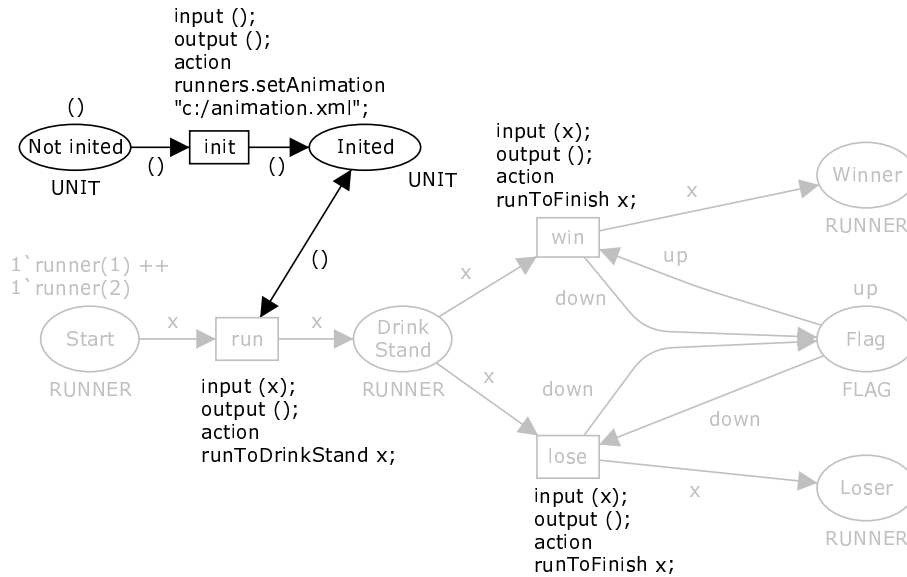 input ();
output ();
action
runners.setAnimation
"c:/animation.xml";
()
Not inited
()
init
()
Inited
UNIT
UNIT
input (x);
output ();
action
runToFinish x;
x
Winner
RUNNER
win
()
up
x
down
up
1`runner(1) ++
1`runner(2)
Start
x
run
x
Drink
Stand
Flag
RUNNER
RUNNER
FLAG
input (x);
output ();
action
runToDrinkStand x;
x
down
down
lose
x
Loser
RUNNER
input (x);
output ();
action
runToFinish x;